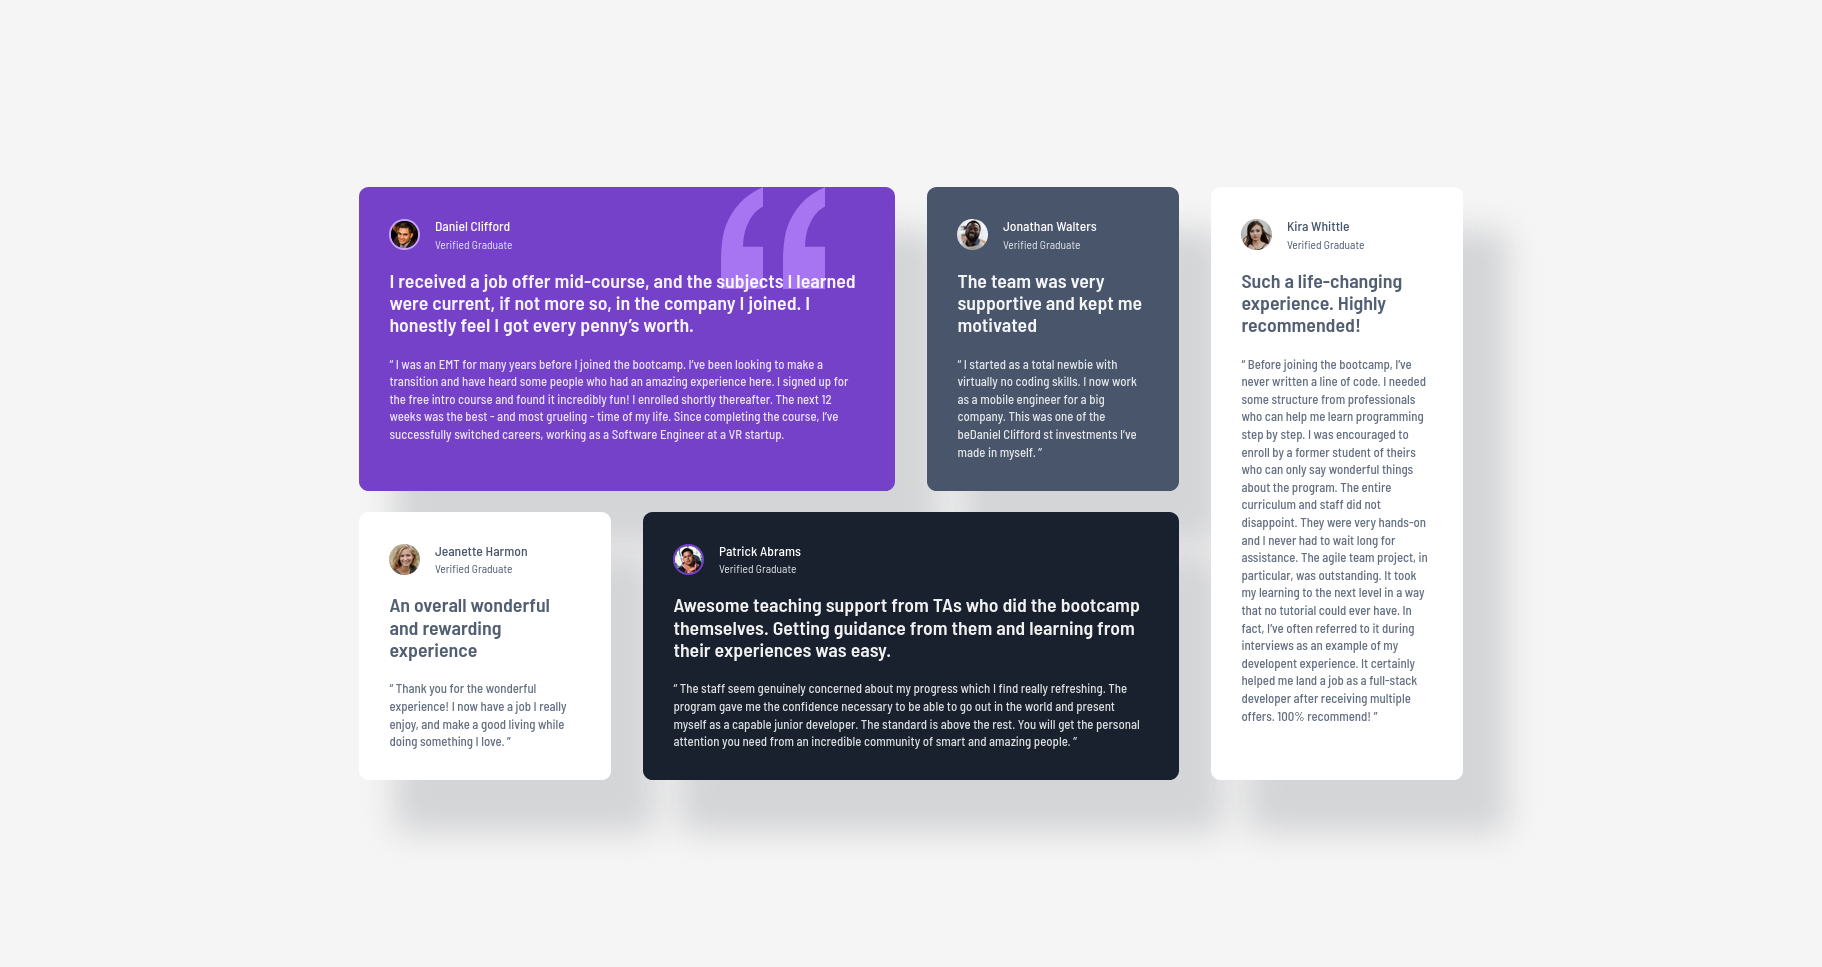 Daniel Clifford
Verified Graduate
I received a job offer mid-course, and the subjects I learned
were current, if not more so, in the company I joined. I
honestly feel I got every penny’s worth.
“ I was an EMT for many years before I joined the bootcamp. I’ve been looking to make a
transition and have heard some people who had an amazing experience here. I signed up for
the free intro course and found it incredibly fun! I enrolled shortly thereafter. The next 12
weeks was the best - and most grueling - time of my life. Since completing the course, I’ve
successfully switched careers, working as a Software Engineer at a VR startup.
Jonathan Walters
Verified Graduate
The team was very
supportive and kept me
motivated
“ I started as a total newbie with
virtually no coding skills. I now work
as a mobile engineer for a big
company. This was one of the
beDaniel Clifford st investments I’ve
made in myself. ”
Kira Whittle
Verified Graduate
Such a life-changing
experience. Highly
recommended!
“ Before joining the bootcamp, I’ve
never written a line of code. I needed
some structure from professionals
who can help me learn programming
step by step. I was encouraged to
enroll by a former student of theirs
who can only say wonderful things
about the program. The entire
curriculum and staff did not
disappoint. They were very hands-on
and I never had to wait long for
assistance. The agile team project, in
particular, was outstanding. It took
my learning to the next level in a way
that no tutorial could ever have. In
fact, I’ve often referred to it during
interviews as an example of my
developent experience. It certainly
helped me land a job as a full-stack
developer after receiving multiple
offers. 100% recommend! ”
Jeanette Harmon
Verified Graduate
An overall wonderful
and rewarding
experience
“ Thank you for the wonderful
experience! I now have a job I really
enjoy, and make a good living while
doing something I love. ”
Patrick Abrams
Verified Graduate
Awesome teaching support from TAs who did the bootcamp
themselves. Getting guidance from them and learning from
their experiences was easy.
“ The staff seem genuinely concerned about my progress which I find really refreshing. The
program gave me the confidence necessary to be able to go out in the world and present
myself as a capable junior developer. The standard is above the rest. You will get the personal
attention you need from an incredible community of smart and amazing people. ”